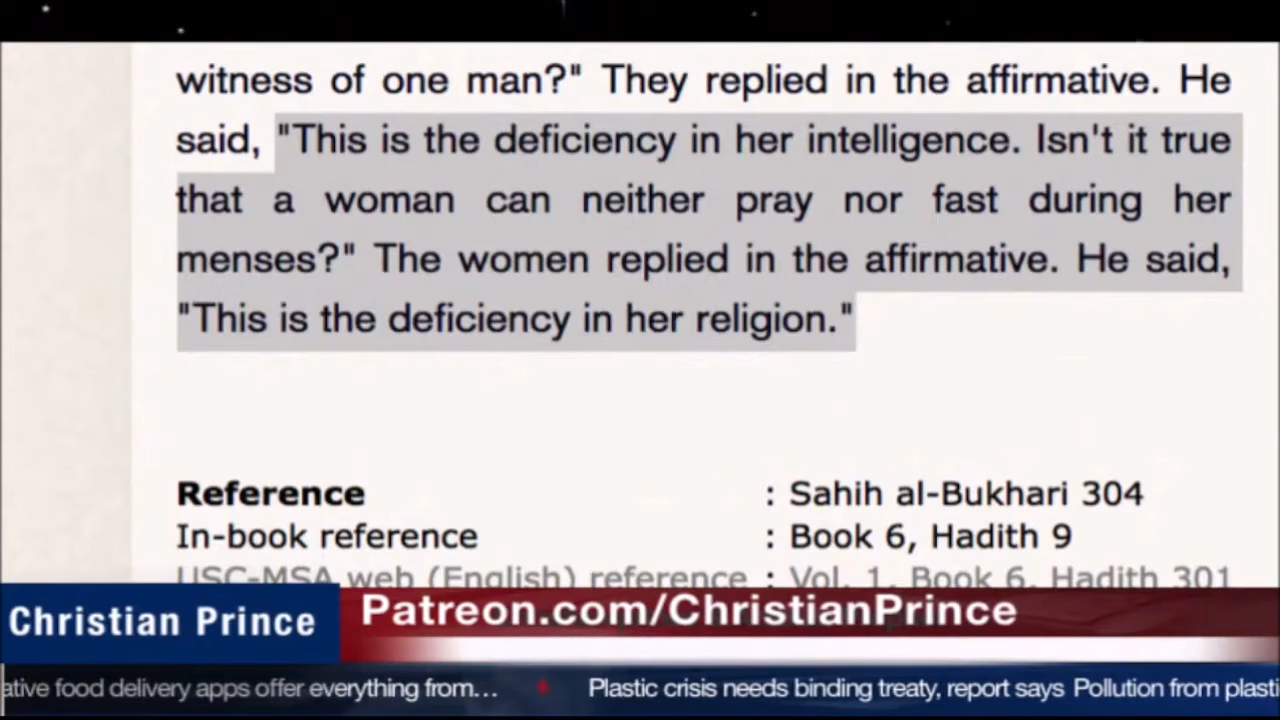 witness of one man?" They replied in the affirmative. He
said, "This is the deficiency in her intelligence. Isn't it true
that a woman can neither pray nor fast during her
menses?" The women replied in the affirmative. He said,
"This is the deficiency in her religion."
Reference : Sahih al-Bukhari 304
In-book reference : Book 6, Hadith 9
USC-MSA web (English) reference : Vol. 1, Book 6, Hadith 301
Christian Prince
Patreon.com/ChristianPrince
ative food delivery apps offer everything from... Plastic crisis needs binding treaty, report says Pollution from plasti